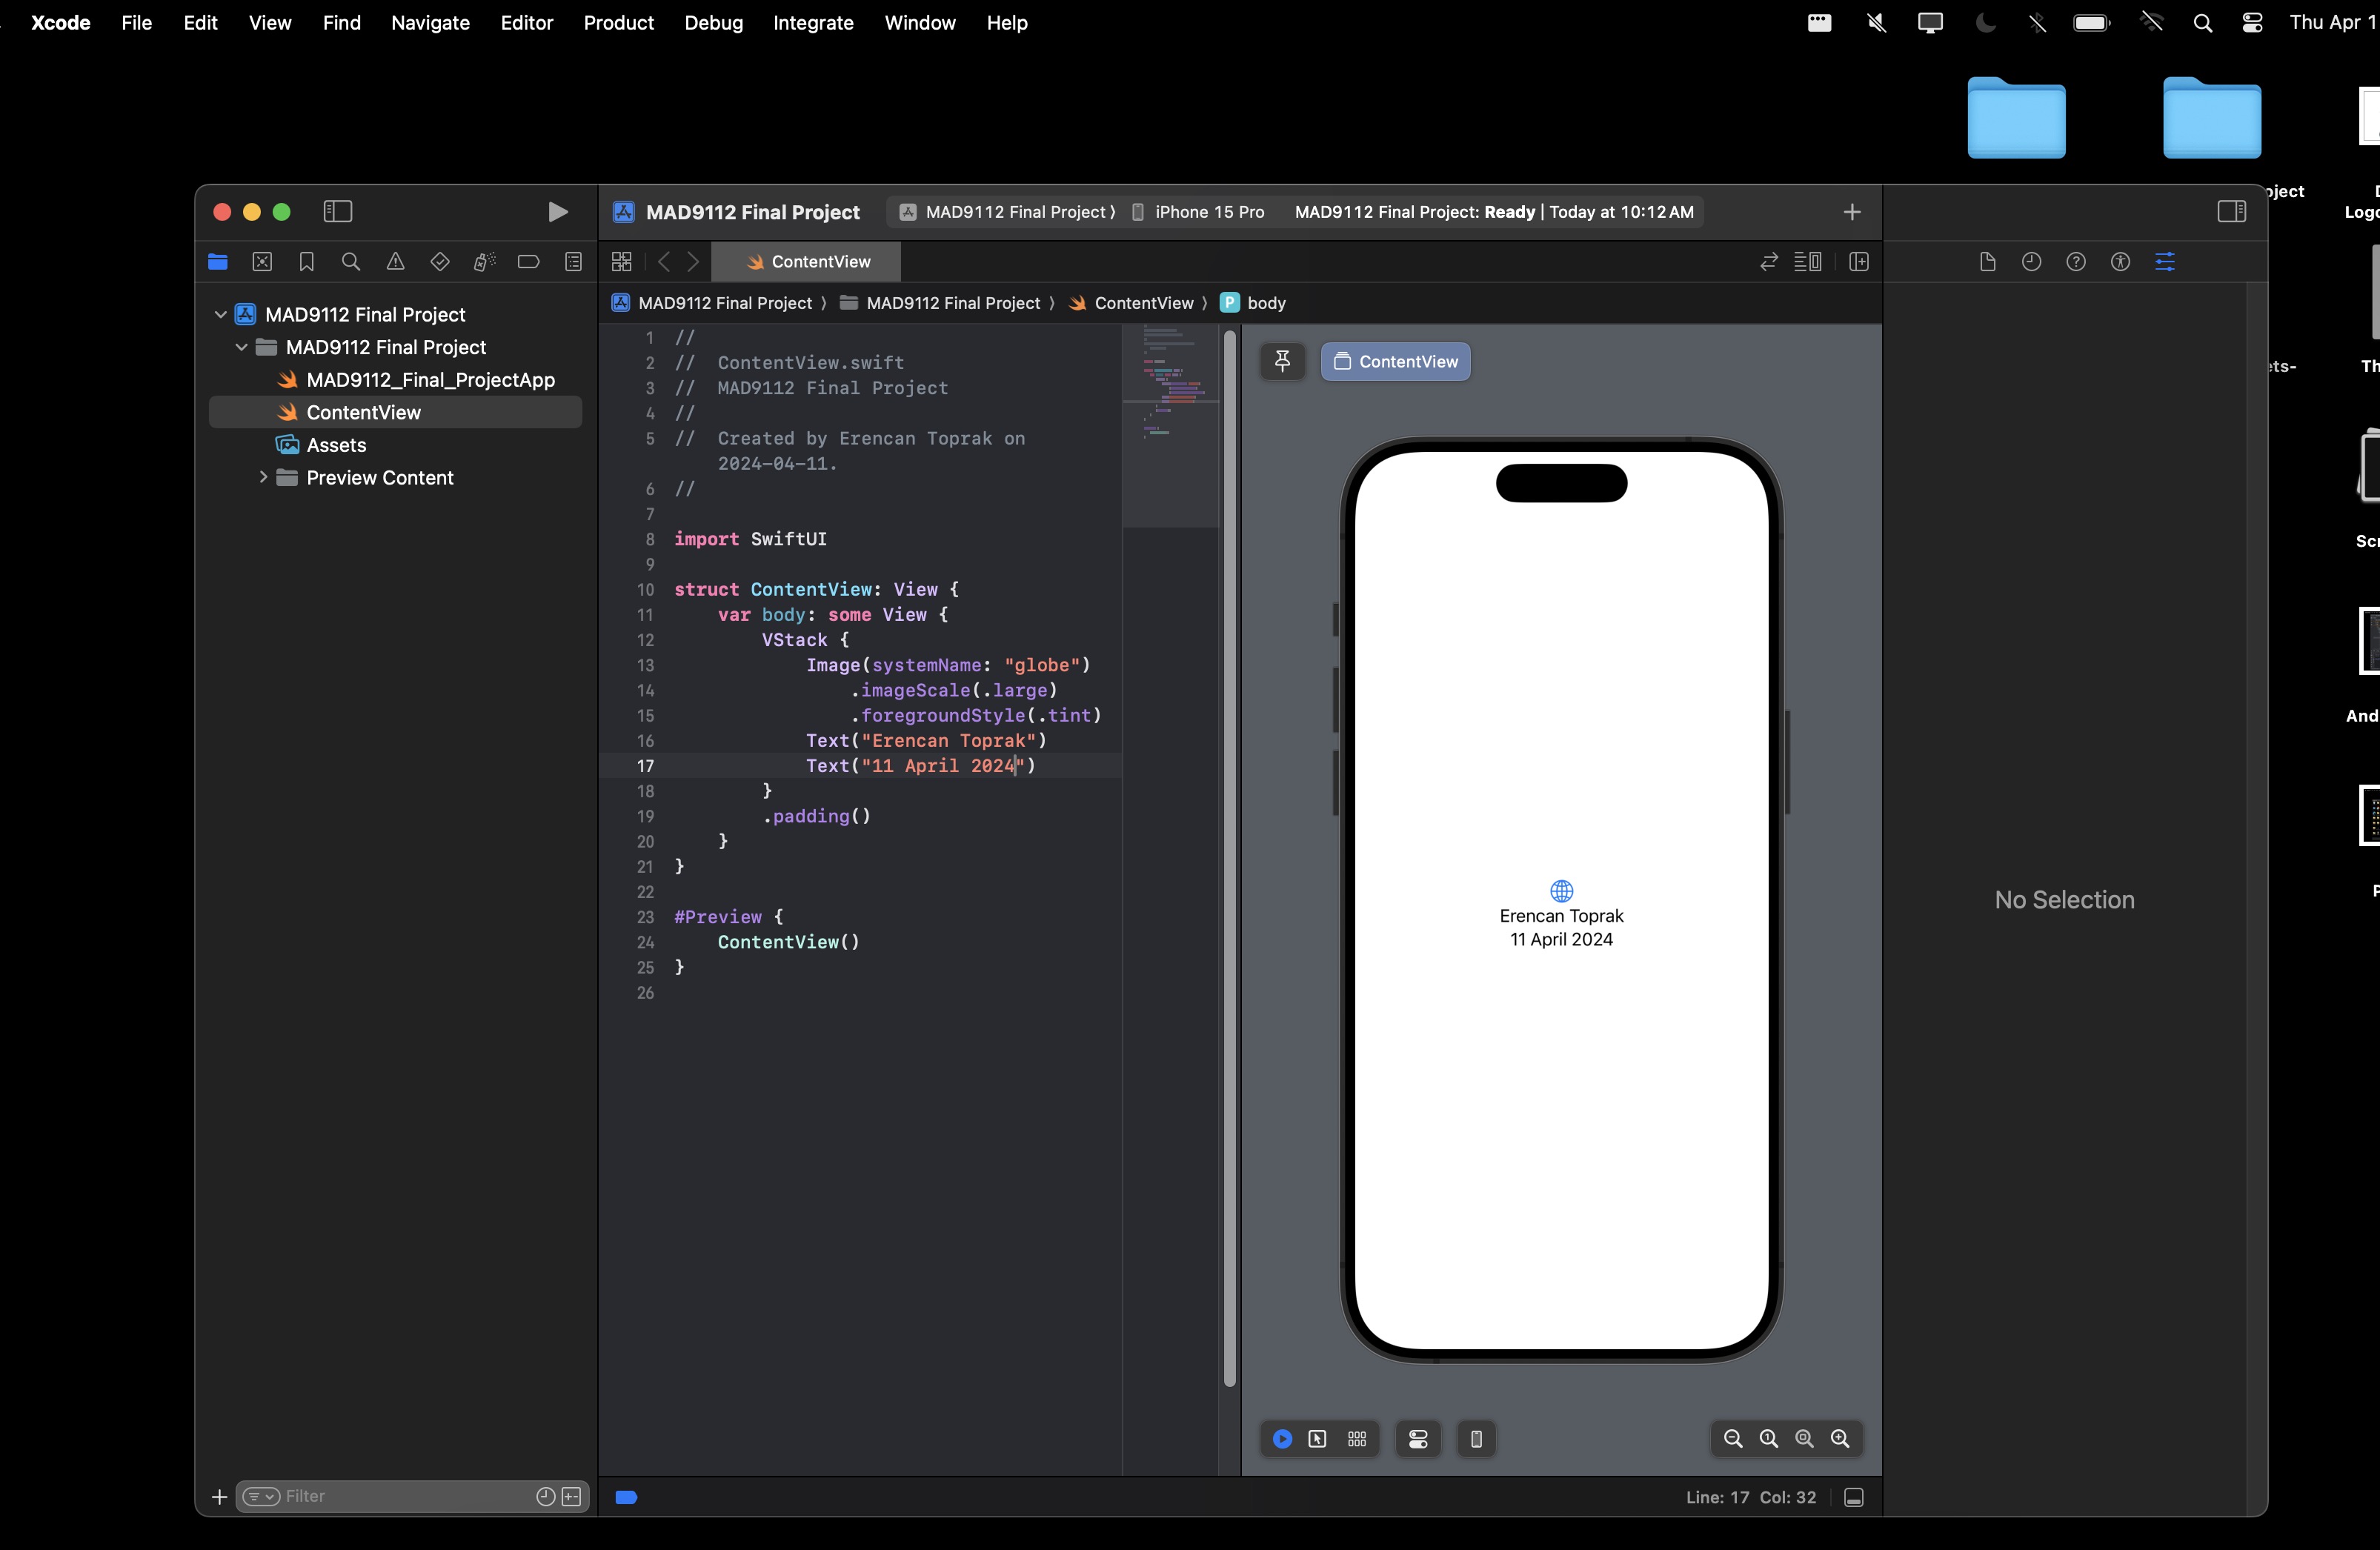 Xcode File Edit View Find Navigate Editor Product Debug Integrate Window Help Thu Apr 1
MAD9112 Final Project MAD9112 Final Project ⟩ iPhone 15 Pro MAD9112 Final Project: Ready | Today at 10:12 AM
ContentView
MAD9112 Final Project ⟩ MAD9112 Final Project ⟩ ContentView ⟩ P body
MAD9112 Final Project
MAD9112 Final Project
MAD9112_Final_ProjectApp
ContentView
Assets
Preview Content
Filter
1 //
2 //  ContentView.swift
3 //  MAD9112 Final Project
4 //
5 //  Created by Erencan Toprak on
2024-04-11.
6 //
7
8 import SwiftUI
9
10 struct ContentView: View {
11     var body: some View {
12         VStack {
13             Image(systemName: "globe")
14                 .imageScale(.large)
15                 .foregroundStyle(.tint)
16             Text("Erencan Toprak")
17             Text("11 April 2024")
18         }
19         .padding()
20     }
21 }
22
23 #Preview {
24     ContentView()
25 }
26
ContentView
Erencan Toprak
11 April 2024
Line: 17 Col: 32
No Selection